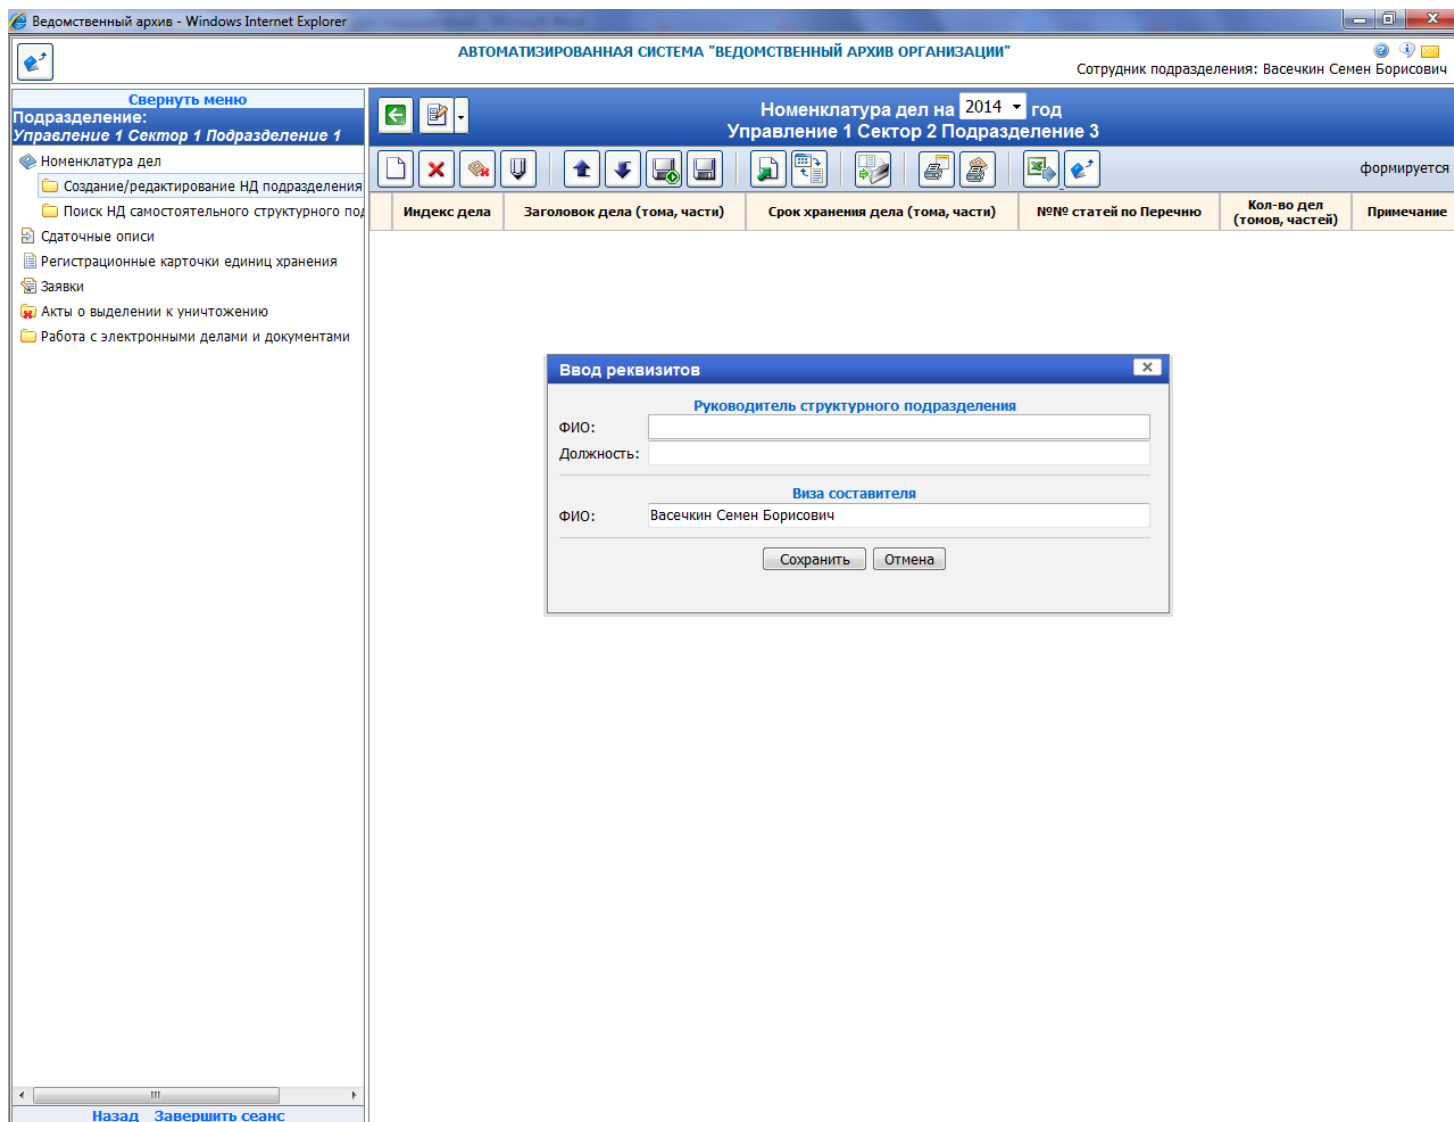 Ведомственный архив - Windows Internet Explorer
АВТОМАТИЗИРОВАННАЯ СИСТЕМА "ВЕДОМСТВЕННЫЙ АРХИВ ОРГАНИЗАЦИИ"
Сотрудник подразделения: Васечкин Семен Борисович
Свернуть меню
Подразделение:
Управление 1 Сектор 1 Подразделение 1
Номенклатура дел
Создание/редактирование НД подразделения
Поиск НД самостоятельного структурного под
Сдаточные описи
Регистрационные карточки единиц хранения
Заявки
Акты о выделении к уничтожению
Работа с электронными делами и документами
Номенклатура дел на 2014 год
Управление 1 Сектор 2 Подразделение 3
формируется
Индекс дела
Заголовок дела (тома, части)
Срок хранения дела (тома, части)
№№ статей по Перечню
Кол-во дел
(томов, частей)
Примечание
Ввод реквизитов
Руководитель структурного подразделения
ФИО:
Должность:
Виза составителя
ФИО: Васечкин Семен Борисович
Сохранить Отмена
Назад Завершить сеанс